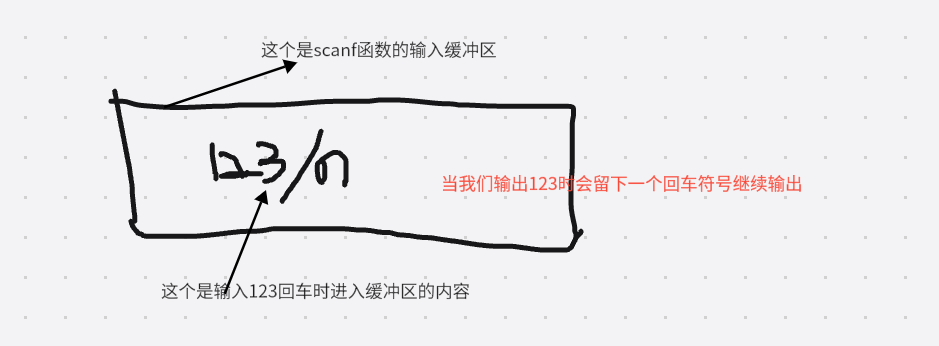 这个是scanf函数的输入缓冲区
123/n
当我们输出123时会留下一个回车符号继续输出
这个是输入123回车时进入缓冲区的内容